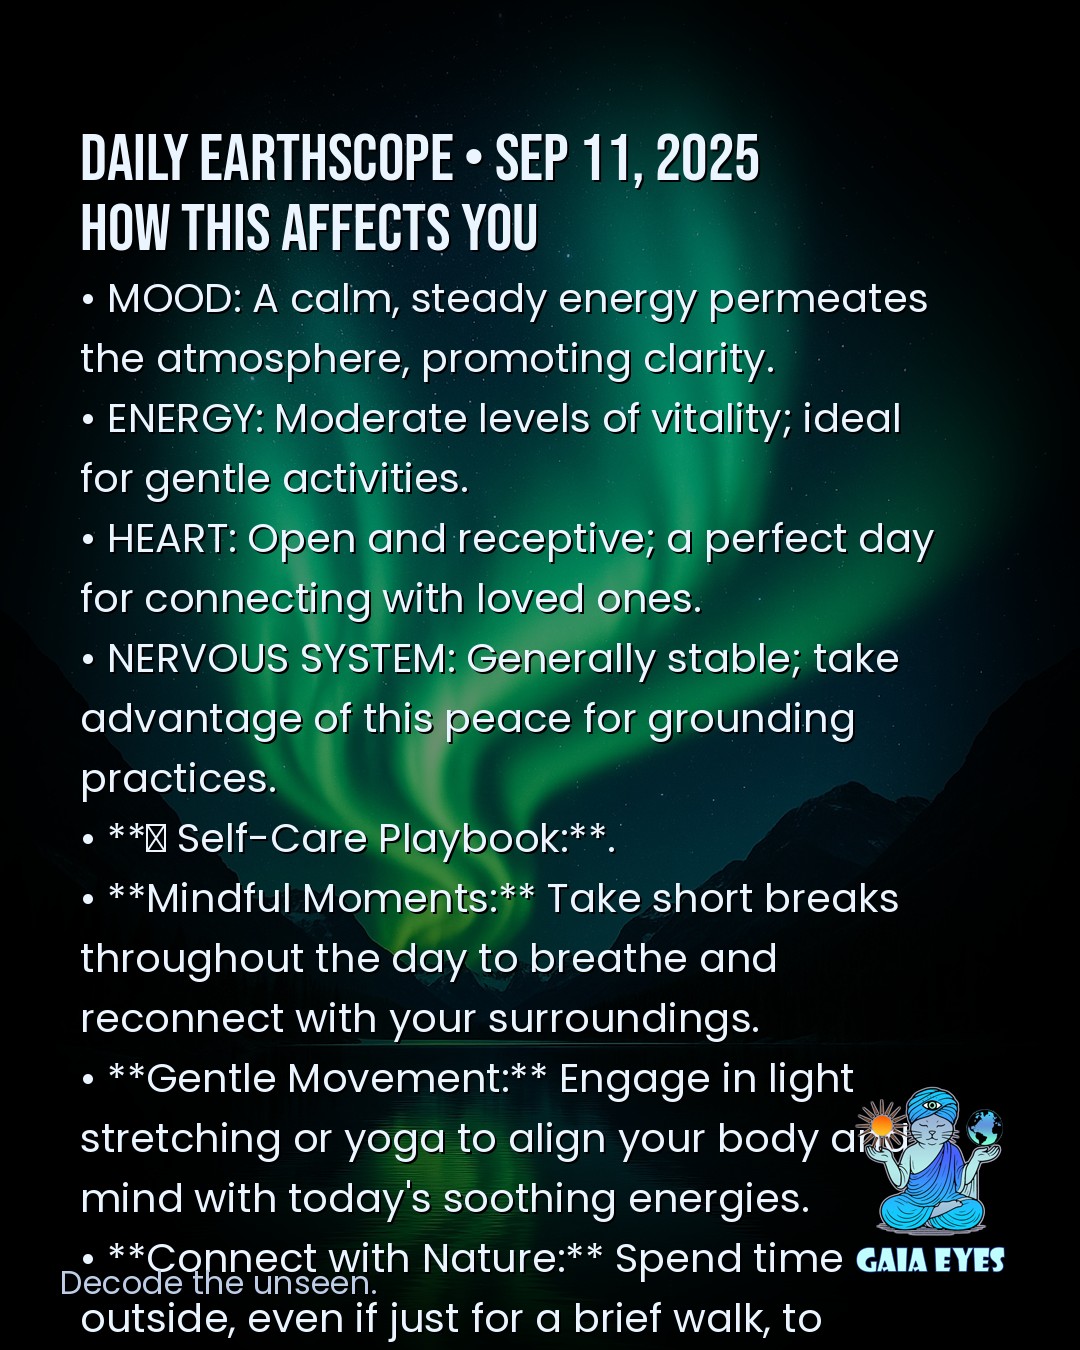 DAILY EARTHSCOPE • SEP 11, 2025
HOW THIS AFFECTS YOU
• MOOD: A calm, steady energy permeates
the atmosphere, promoting clarity.
• ENERGY: Moderate levels of vitality; ideal
for gentle activities.
• HEART: Open and receptive; a perfect day
for connecting with loved ones.
• NERVOUS SYSTEM: Generally stable; take
advantage of this peace for grounding
practices.
• **☒ Self-Care Playbook:**.
• **Mindful Moments:** Take short breaks
throughout the day to breathe and
reconnect with your surroundings.
• **Gentle Movement:** Engage in light
stretching or yoga to align your body and
mind with today's soothing energies.
• **Connect with Nature:** Spend time
GAIA EYES
Decode the unseen.
outside, even if just for a brief walk, to